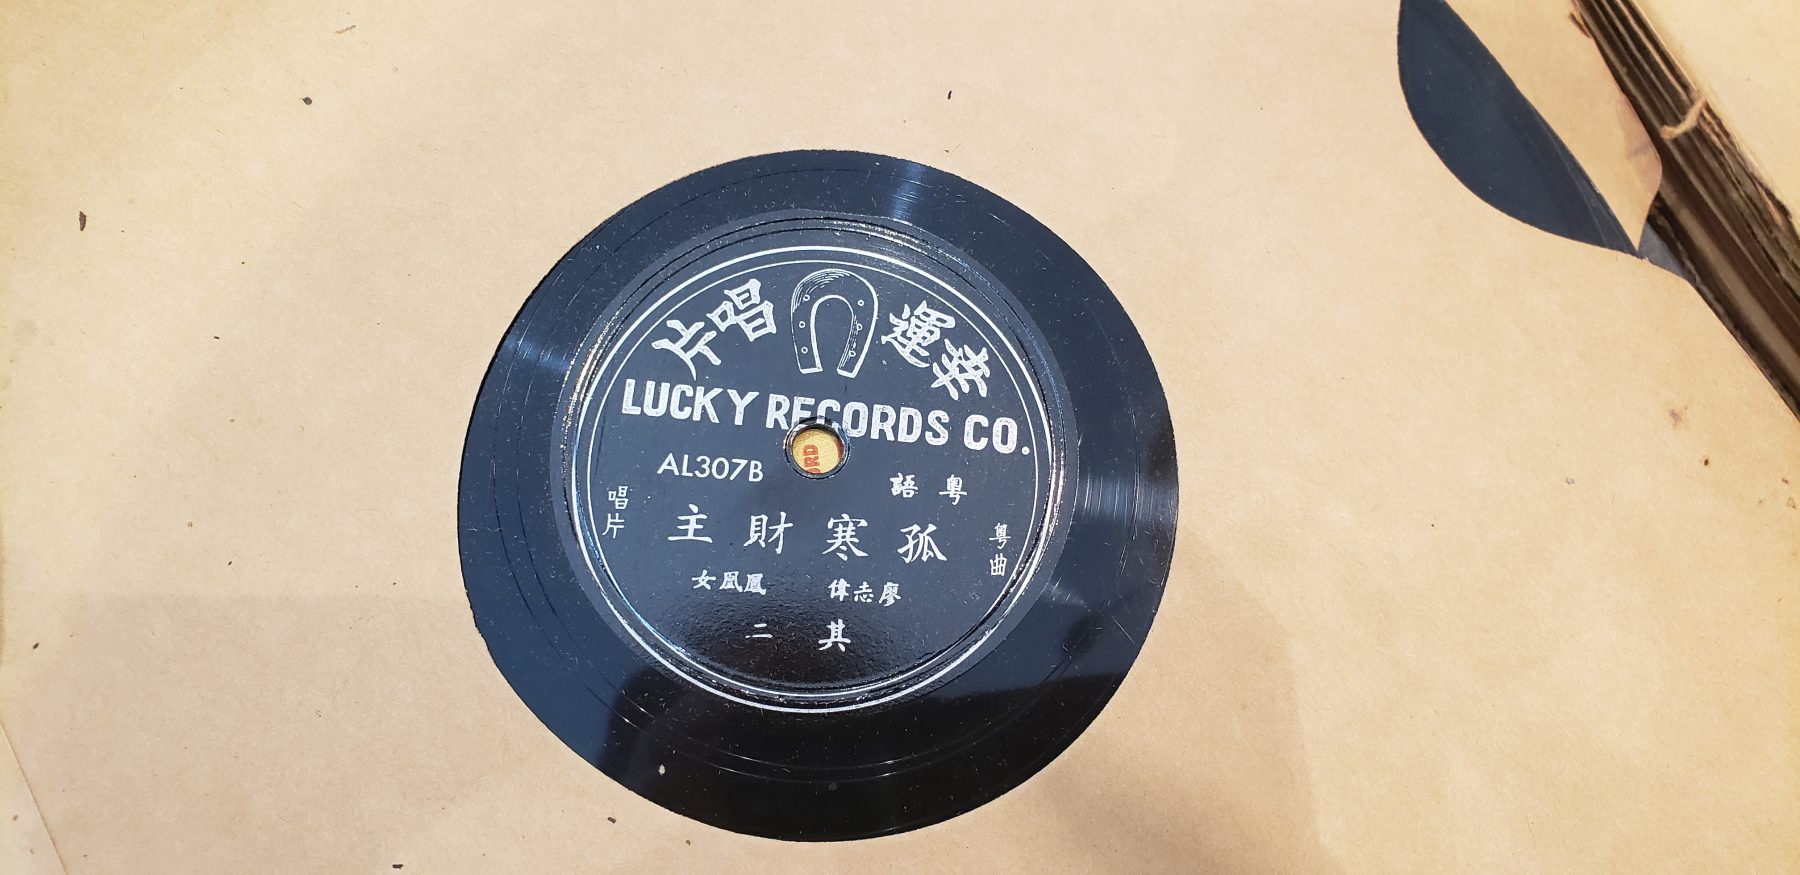 幸運唱片
LUCKY RECORDS CO.
AL307B
粵語
孤寒財主
廖志偉 鳳凰女
其二
粵曲
唱片
ORD